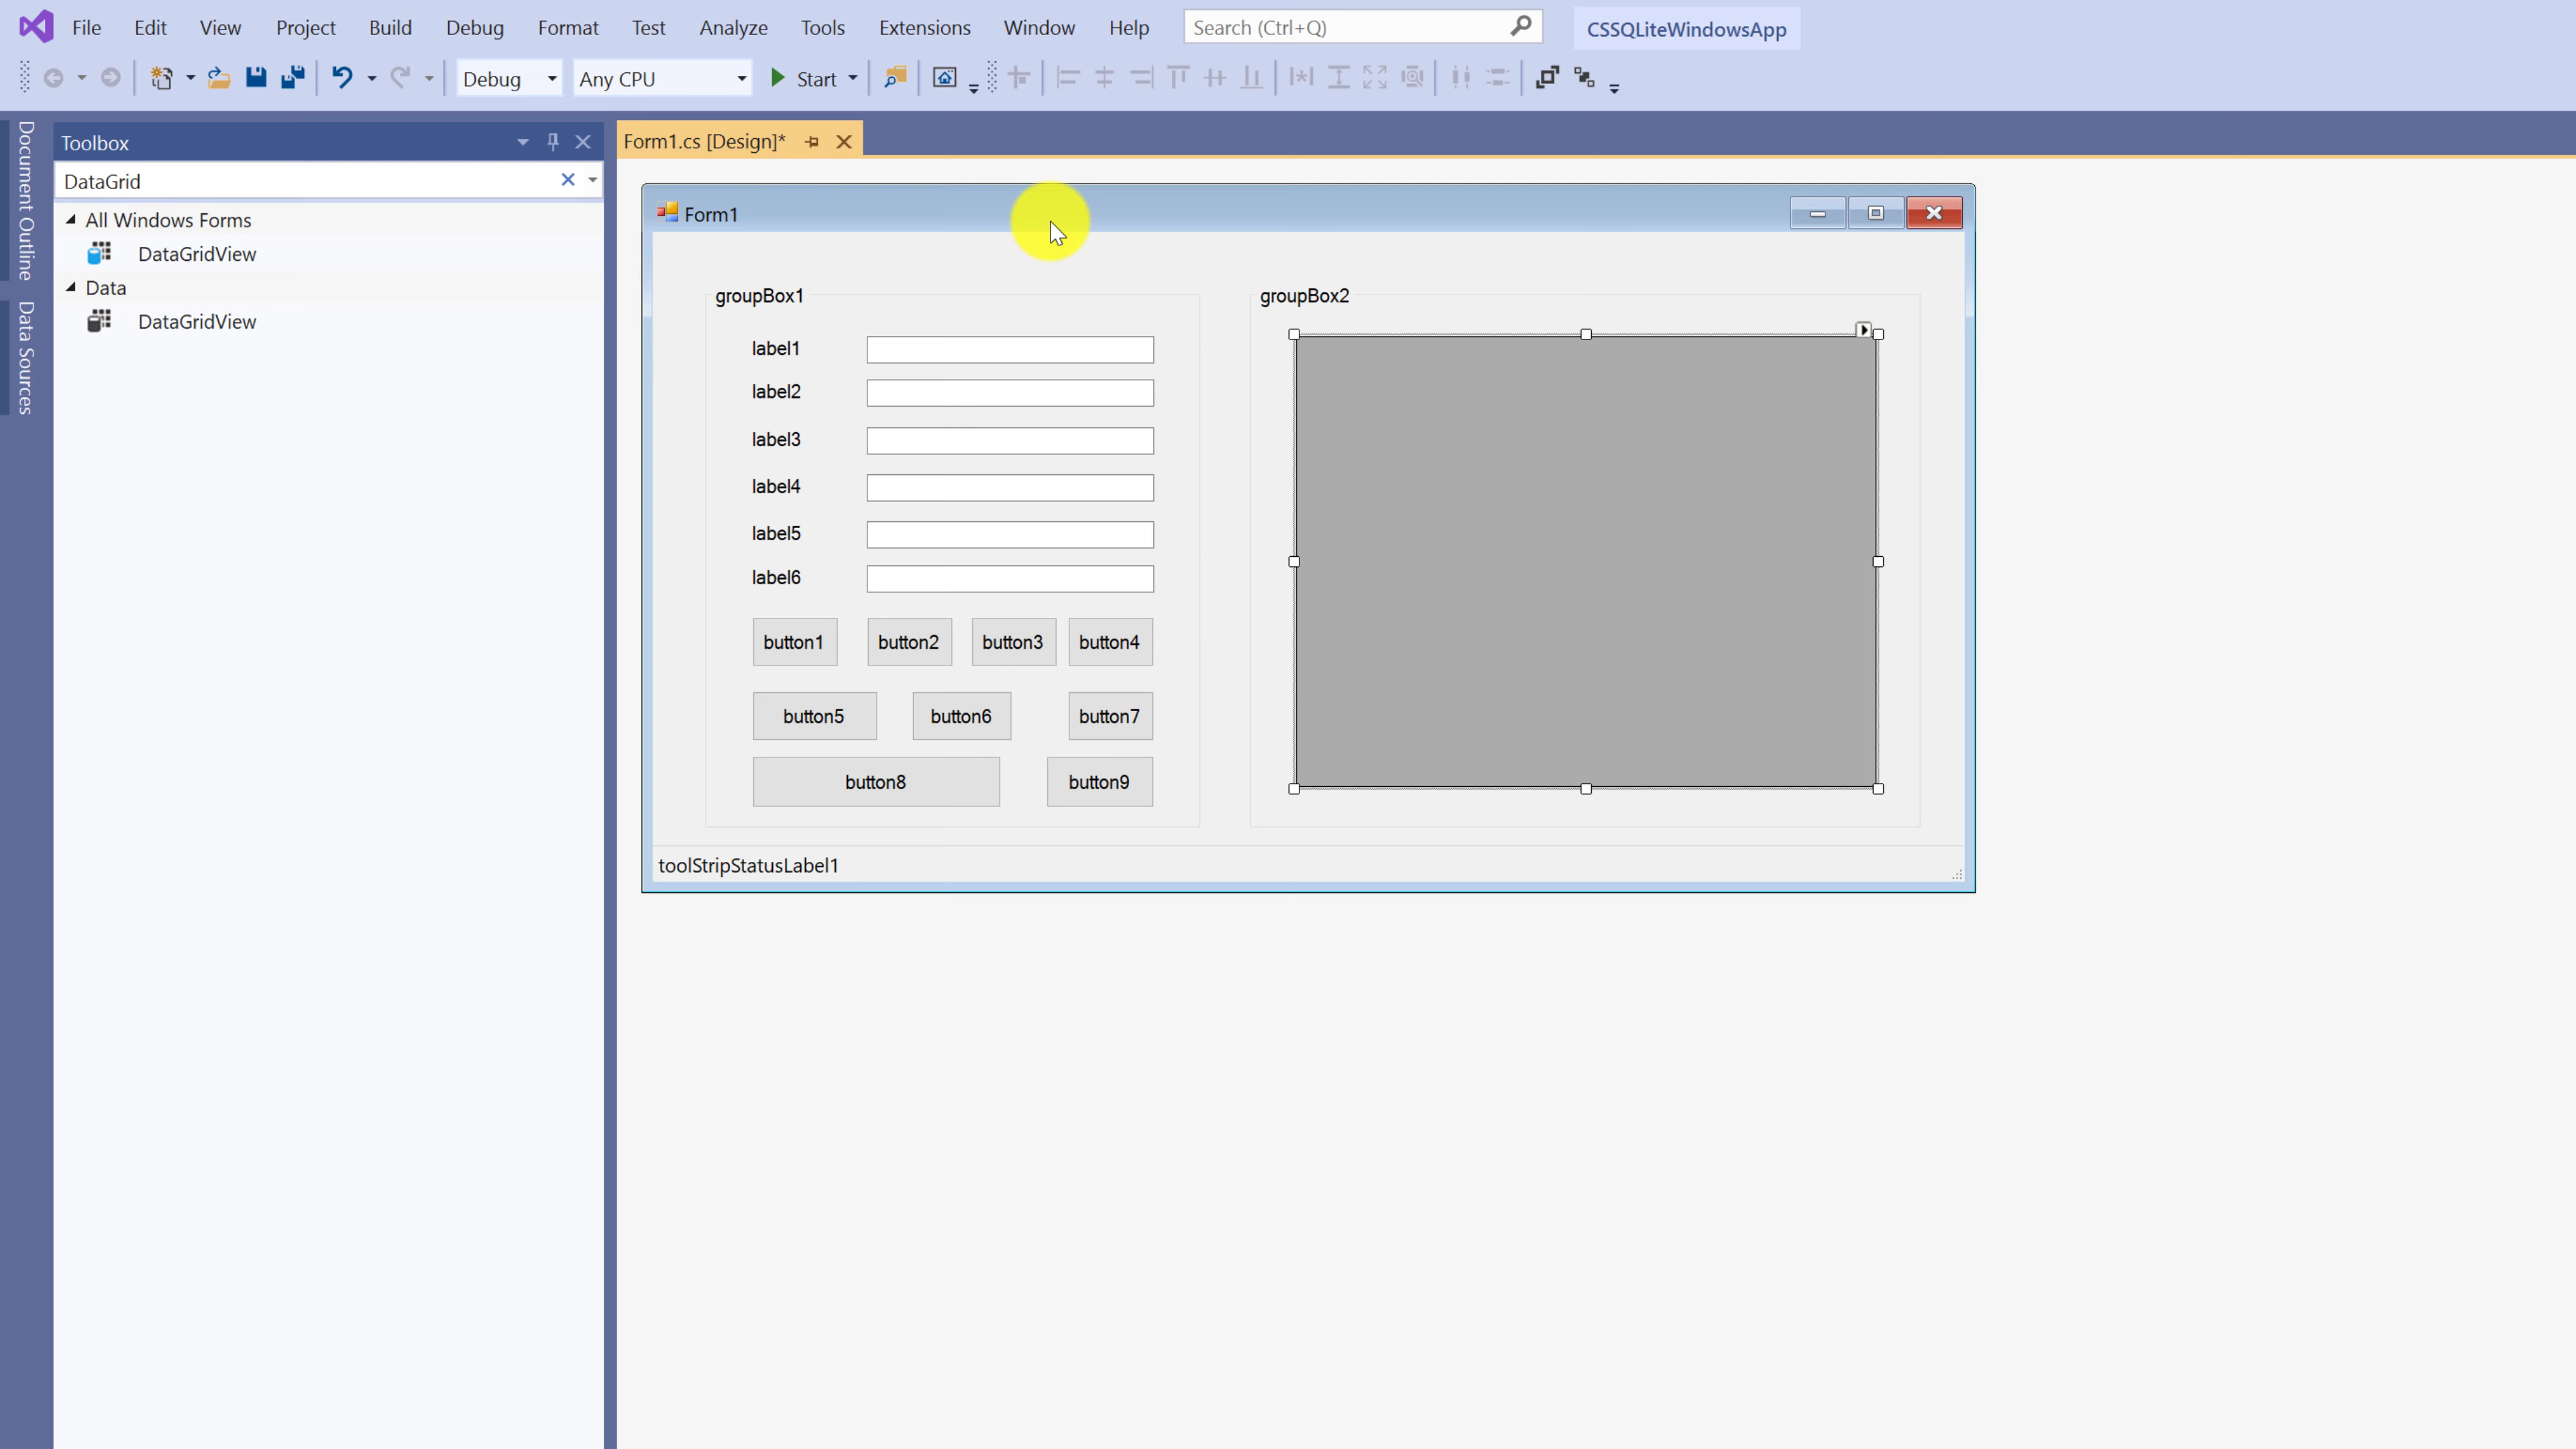 File Edit View Project Build Debug Format Test Analyze Tools Extensions Window Help Search (Ctrl+Q) CSSQLiteWindowsApp
Debug Any CPU Start
Document Outline
Data Sources
Toolbox
DataGrid
All Windows Forms
DataGridView
Data
DataGridView
Form1.cs [Design]*
Form1
groupBox1
label1
label2
label3
label4
label5
label6
button1 button2 button3 button4
button5 button6 button7
button8 button9
groupBox2
toolStripStatusLabel1